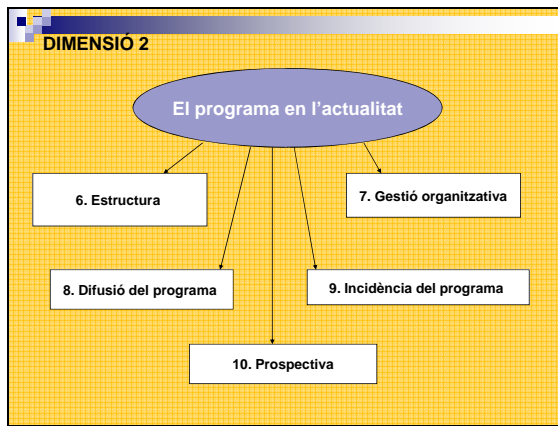 DIMENSIÓ 2
El programa en l'actualitat
6. Estructura
7. Gestió organitzativa
8. Difusió del programa
9. Incidència del programa
10. Prospectiva